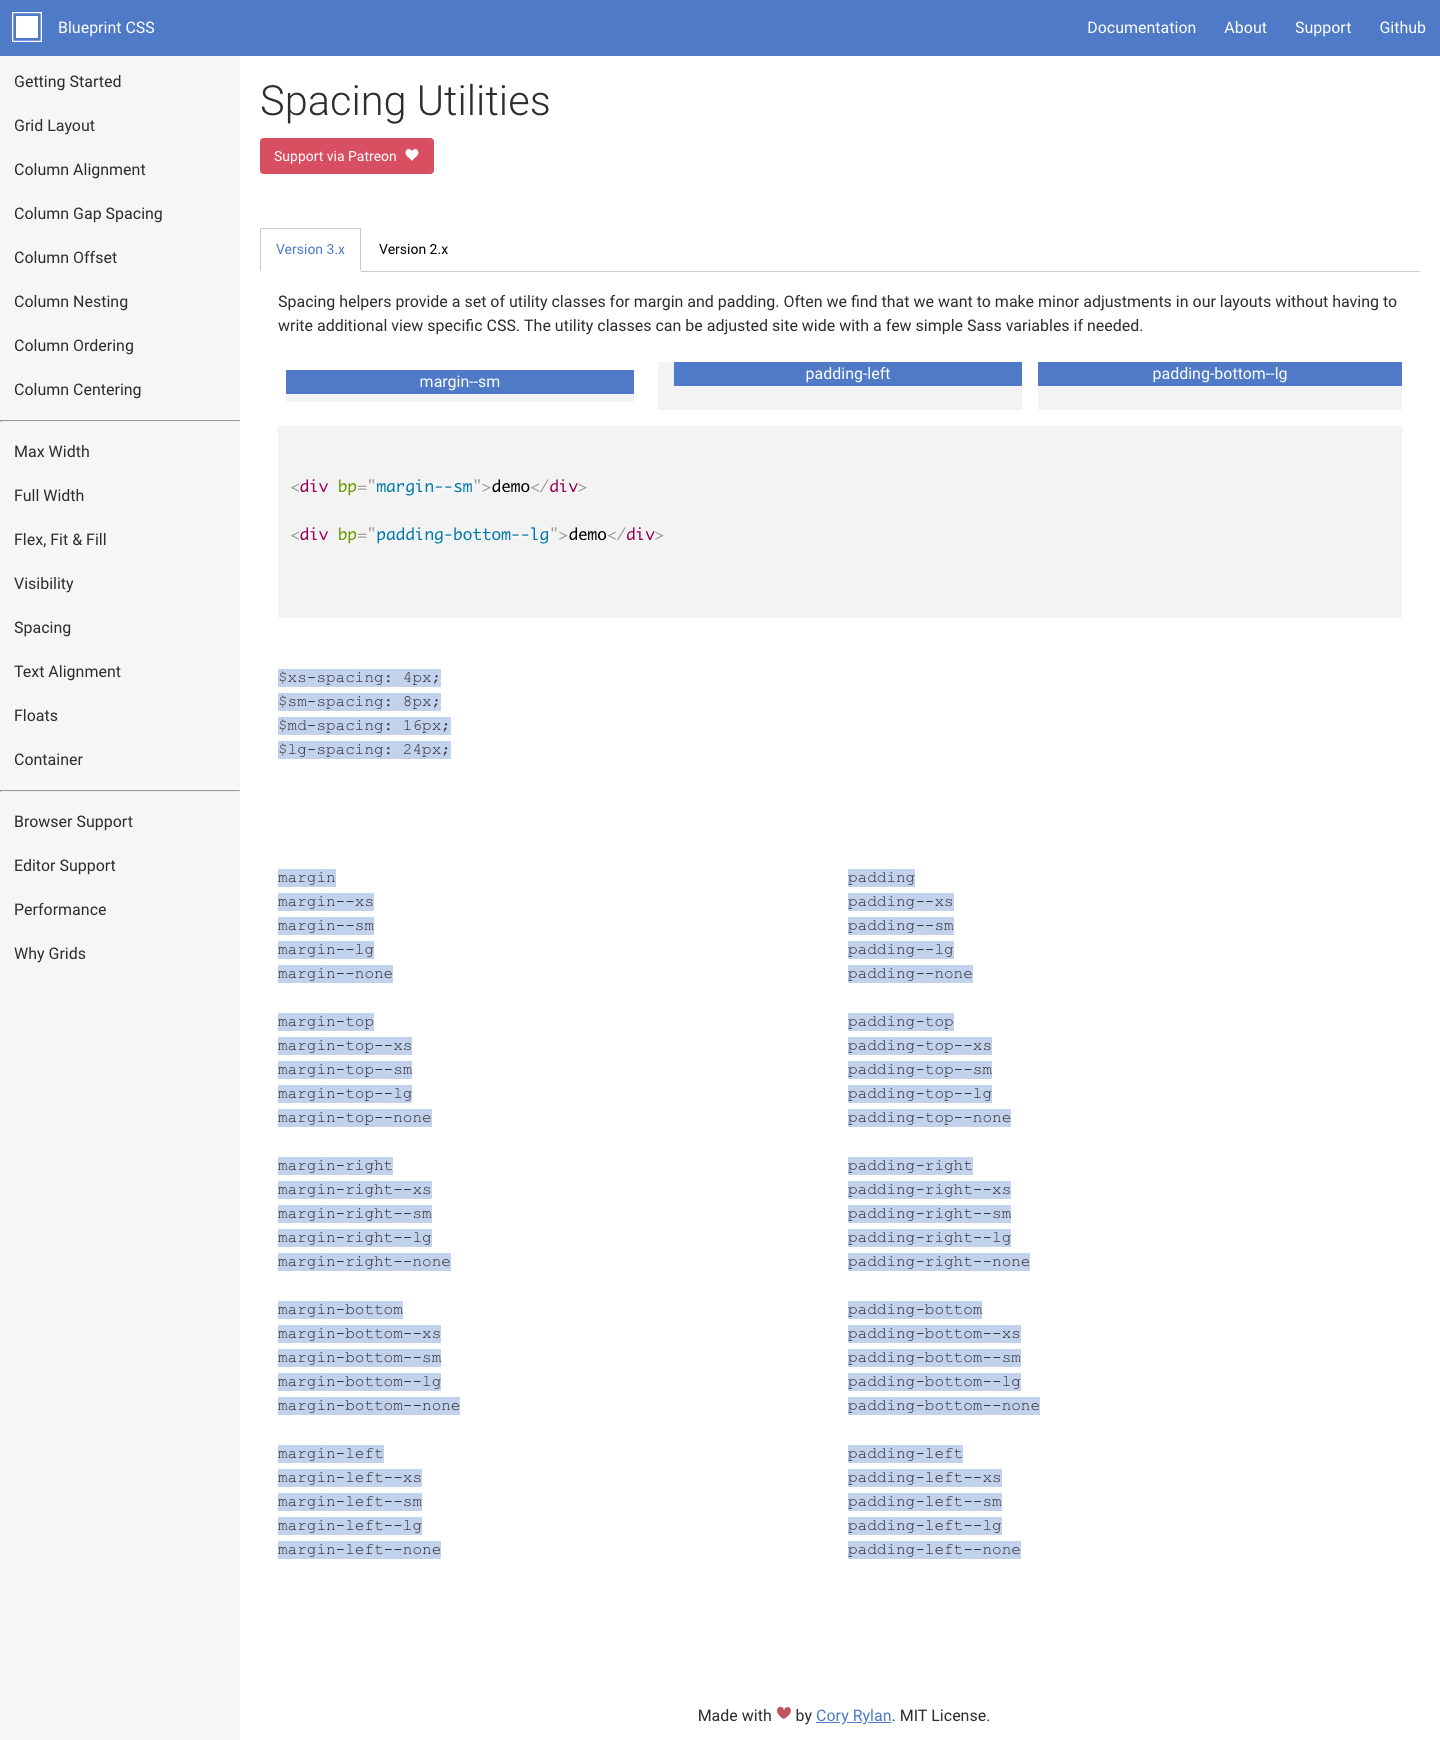 Blueprint CSS
Documentation
About
Support
Github
Getting Started
Grid Layout
Column Alignment
Column Gap Spacing
Column Offset
Column Nesting
Column Ordering
Column Centering
Max Width
Full Width
Flex, Fit & Fill
Visibility
Spacing
Text Alignment
Floats
Container
Browser Support
Editor Support
Performance
Why Grids
Spacing Utilities
Support via Patreon
Version 3.x
Version 2.x
Spacing helpers provide a set of utility classes for margin and padding. Often we find that we want to make minor adjustments in our layouts without having to
write additional view specific CSS. The utility classes can be adjusted site wide with a few simple Sass variables if needed.
margin--sm
padding-left
padding-bottom--lg
<div bp="margin--sm">demo</div>
<div bp="padding-bottom--lg">demo</div>
$xs-spacing: 4px;
$sm-spacing: 8px;
$md-spacing: 16px;
$lg-spacing: 24px;
margin
margin--xs
margin--sm
margin--lg
margin--none
margin-top
margin-top--xs
margin-top--sm
margin-top--lg
margin-top--none
margin-right
margin-right--xs
margin-right--sm
margin-right--lg
margin-right--none
margin-bottom
margin-bottom--xs
margin-bottom--sm
margin-bottom--lg
margin-bottom--none
margin-left
margin-left--xs
margin-left--sm
margin-left--lg
margin-left--none
padding
padding--xs
padding--sm
padding--lg
padding--none
padding-top
padding-top--xs
padding-top--sm
padding-top--lg
padding-top--none
padding-right
padding-right--xs
padding-right--sm
padding-right--lg
padding-right--none
padding-bottom
padding-bottom--xs
padding-bottom--sm
padding-bottom--lg
padding-bottom--none
padding-left
padding-left--xs
padding-left--sm
padding-left--lg
padding-left--none
Made with ♥ by Cory Rylan. MIT License.